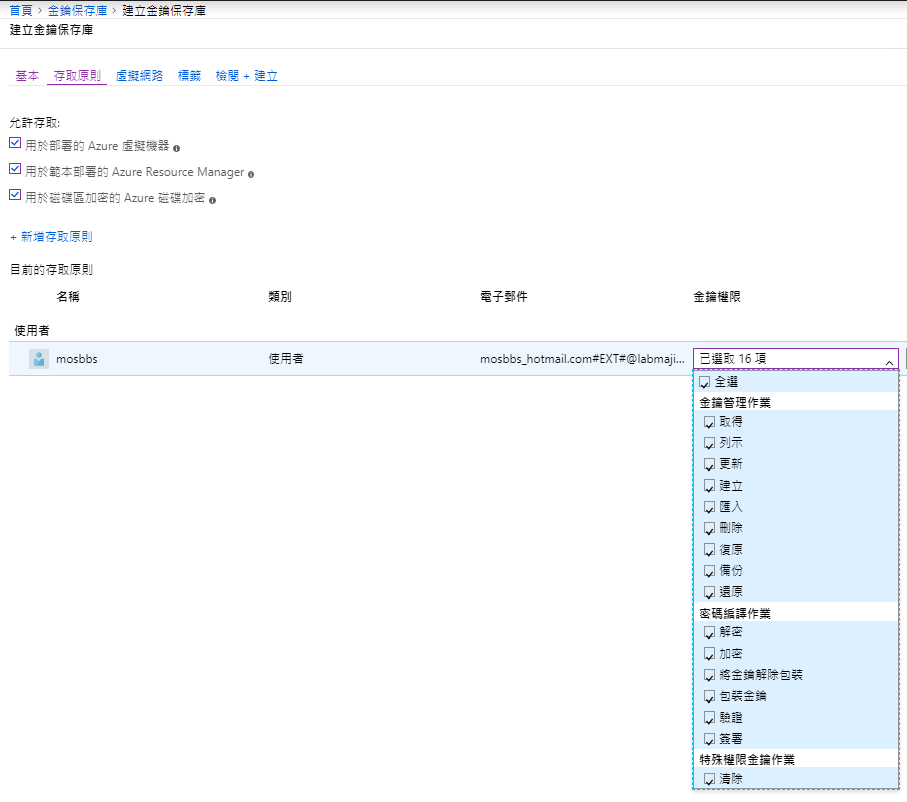 首頁 > 金鑰保存庫 > 建立金鑰保存庫
建立金鑰保存庫
基本 存取原則 虛擬網路 標籤 檢閱 + 建立
允許存取:
用於部署的 Azure 虛擬機器
用於範本部署的 Azure Resource Manager
用於磁碟區加密的 Azure 磁碟加密
+ 新增存取原則
目前的存取原則
名稱 類別 電子郵件 金鑰權限
使用者
mosbbs 使用者 mosbbs_hotmail.com#EXT#@labmaji... 已選取 16 項
全選
金鑰管理作業
取得
列示
更新
建立
匯入
刪除
復原
備份
還原
密碼編譯作業
解密
加密
將金鑰解除包裝
包裝金鑰
驗證
簽署
特殊權限金鑰作業
清除